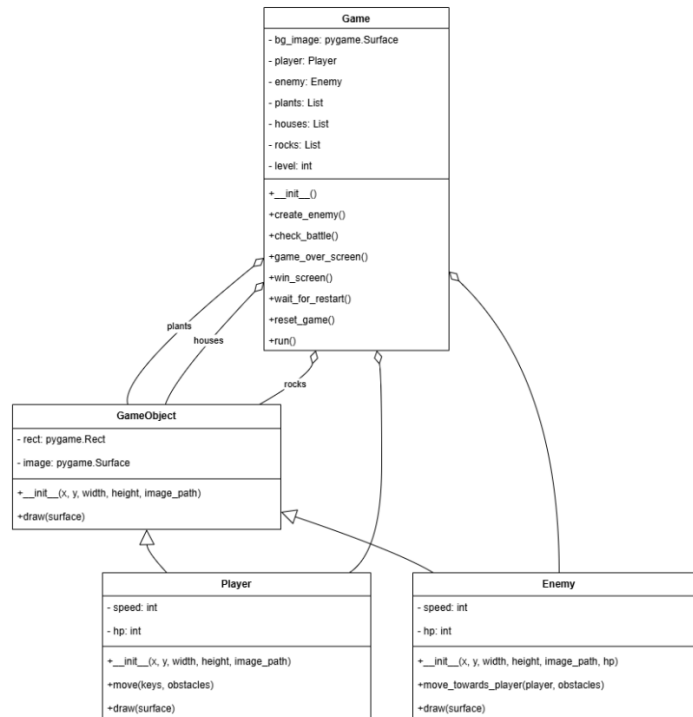 Game
- bg_image: pygame.Surface
- player: Player
- enemy: Enemy
- plants: List
- houses: List
- rocks: List
- level: int
+__init__()
+create_enemy()
+check_battle()
+game_over_screen()
+win_screen()
+wait_for_restart()
+reset_game()
+run()
plants
houses
rocks
GameObject
- rect: pygame.Rect
- image: pygame.Surface
+__init__(x, y, width, height, image_path)
+draw(surface)
Player
- speed: int
- hp: int
+__init__(x, y, width, height, image_path)
+move(keys, obstacles)
+draw(surface)
Enemy
- speed: int
- hp: int
+__init__(x, y, width, height, image_path, hp)
+move_towards_player(player, obstacles)
+draw(surface)